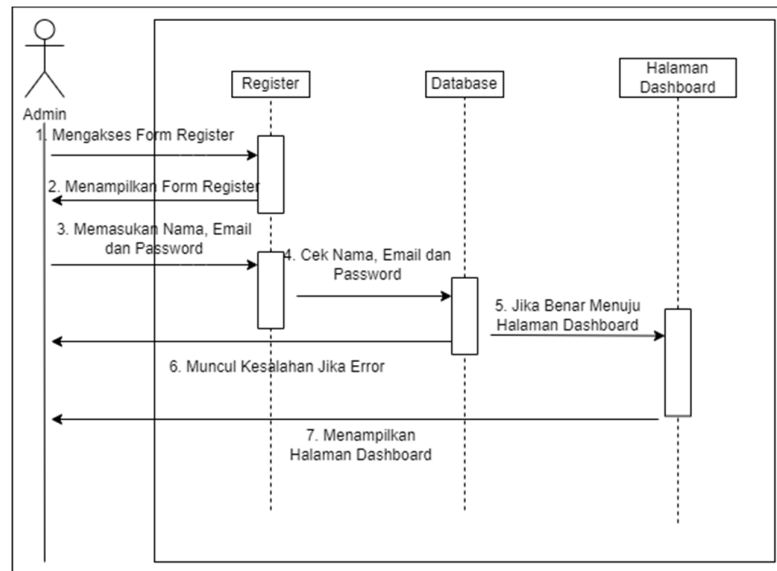 Register
Database
Halaman
Dashboard
Admin
1. Mengakses Form Register
2. Menampilkan Form Register
3. Memasukan Nama, Email
dan Password
4. Cek Nama, Email dan
Password
5. Jika Benar Menuju
Halaman Dashboard
6. Muncul Kesalahan Jika Error
7. Menampilkan
Halaman Dashboard